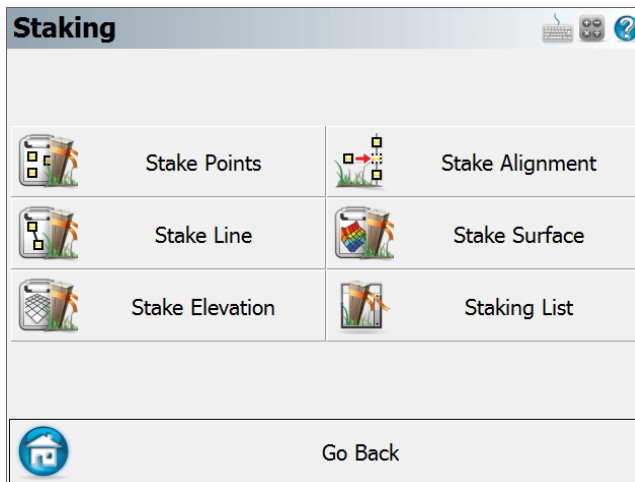 Staking
Stake Points
Stake Alignment
Stake Line
Stake Surface
Stake Elevation
Staking List
Go Back